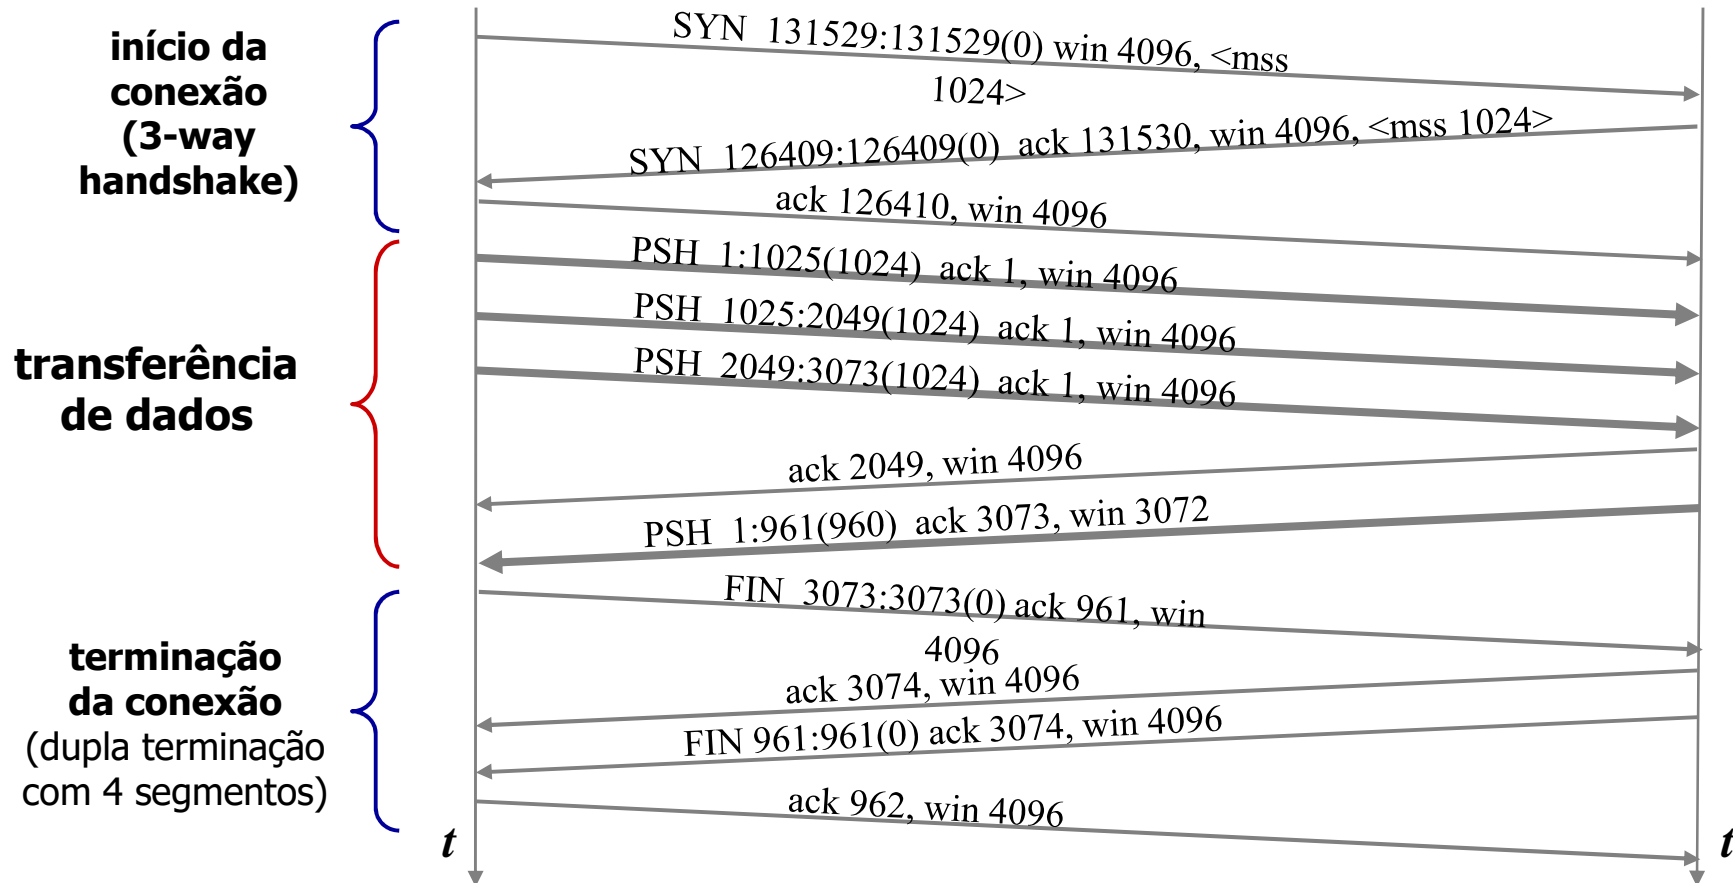 início da
conexão
(3-way
handshake)
SYN 131529:131529(0) win 4096, <mss
1024>
SYN 126409:126409(0) ack 131530, win 4096, <mss 1024>
ack 126410, win 4096
transferência
de dados
PSH 1:1025(1024) ack 1, win 4096
PSH 1025:2049(1024) ack 1, win 4096
PSH 2049:3073(1024) ack 1, win 4096
ack 2049, win 4096
PSH 1:961(960) ack 3073, win 3072
terminação
da conexão
(dupla terminação
com 4 segmentos)
FIN 3073:3073(0) ack 961, win
4096
ack 3074, win 4096
FIN 961:961(0) ack 3074, win 4096
ack 962, win 4096
t
t